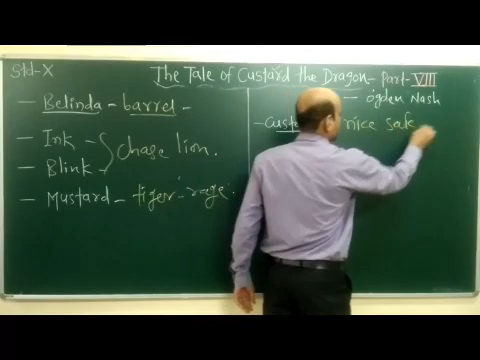 Std-X
The Tale of Custard the Dragon - Part-VIII
- Ogden Nash
- Belinda - barrel -
- Ink -
- Blink -
} Chase lion.
- Mustard - tiger-rage.
- Custa
nice safe